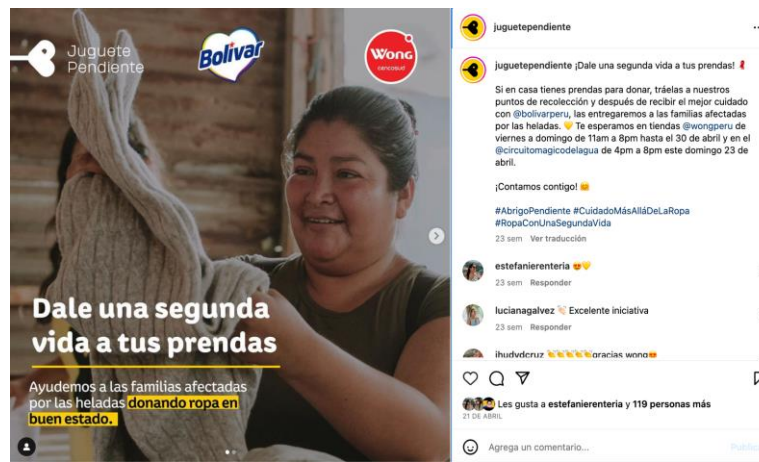 Juguete
Pendiente
Bolívar
WONG
cencosud
Dale una segunda
vida a tus prendas
Ayudemos a las familias afectadas
por las heladas donando ropa en
buen estado.
juguetependiente
juguetependiente ¡Dale una segunda vida a tus prendas!
Si en casa tienes prendas para donar, tráelas a nuestros
puntos de recolección y después de recibir el mejor cuidado
con @bolivarperu, las entregaremos a las familias afectadas
por las heladas. Te esperamos en tiendas @wongperu de
viernes a domingo de 11am a 8pm hasta el 30 de abril y en el
@circuitomagicodelagua de 4pm a 8pm este domingo 23 de
abril.
¡Contamos contigo!
#AbrigoPendiente #CuidadoMásAlláDeLaRopa
#RopaConUnaSegundaVida
23 sem Ver traducción
estefanierenteria
23 sem Responder
lucianagalvez Excelente iniciativa
23 sem Responder
ihudydcruz gracias wong
Les gusta a estefanierenteria y 119 personas más
21 DE ABRIL
Agrega un comentario...